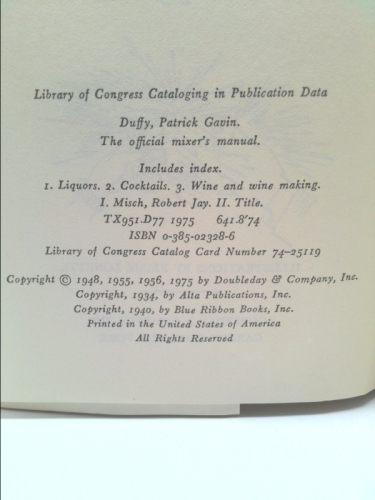 Library of Congress Cataloging in Publication Data
Duffy, Patrick Gavin.
The official mixer's manual.
Includes index.
1. Liquors. 2. Cocktails. 3. Wine and wine making.
I. Misch, Robert Jay. II. Title.
TX951.D77 1975 641.8'74
ISBN 0-385-02328-6
Library of Congress Catalog Card Number 74-25119
Copyright © 1948, 1955, 1956, 1975 by Doubleday & Company, Inc.
Copyright, 1934, by Alta Publications, Inc.
Copyright, 1940, by Blue Ribbon Books, Inc.
Printed in the United States of America
All Rights Reserved